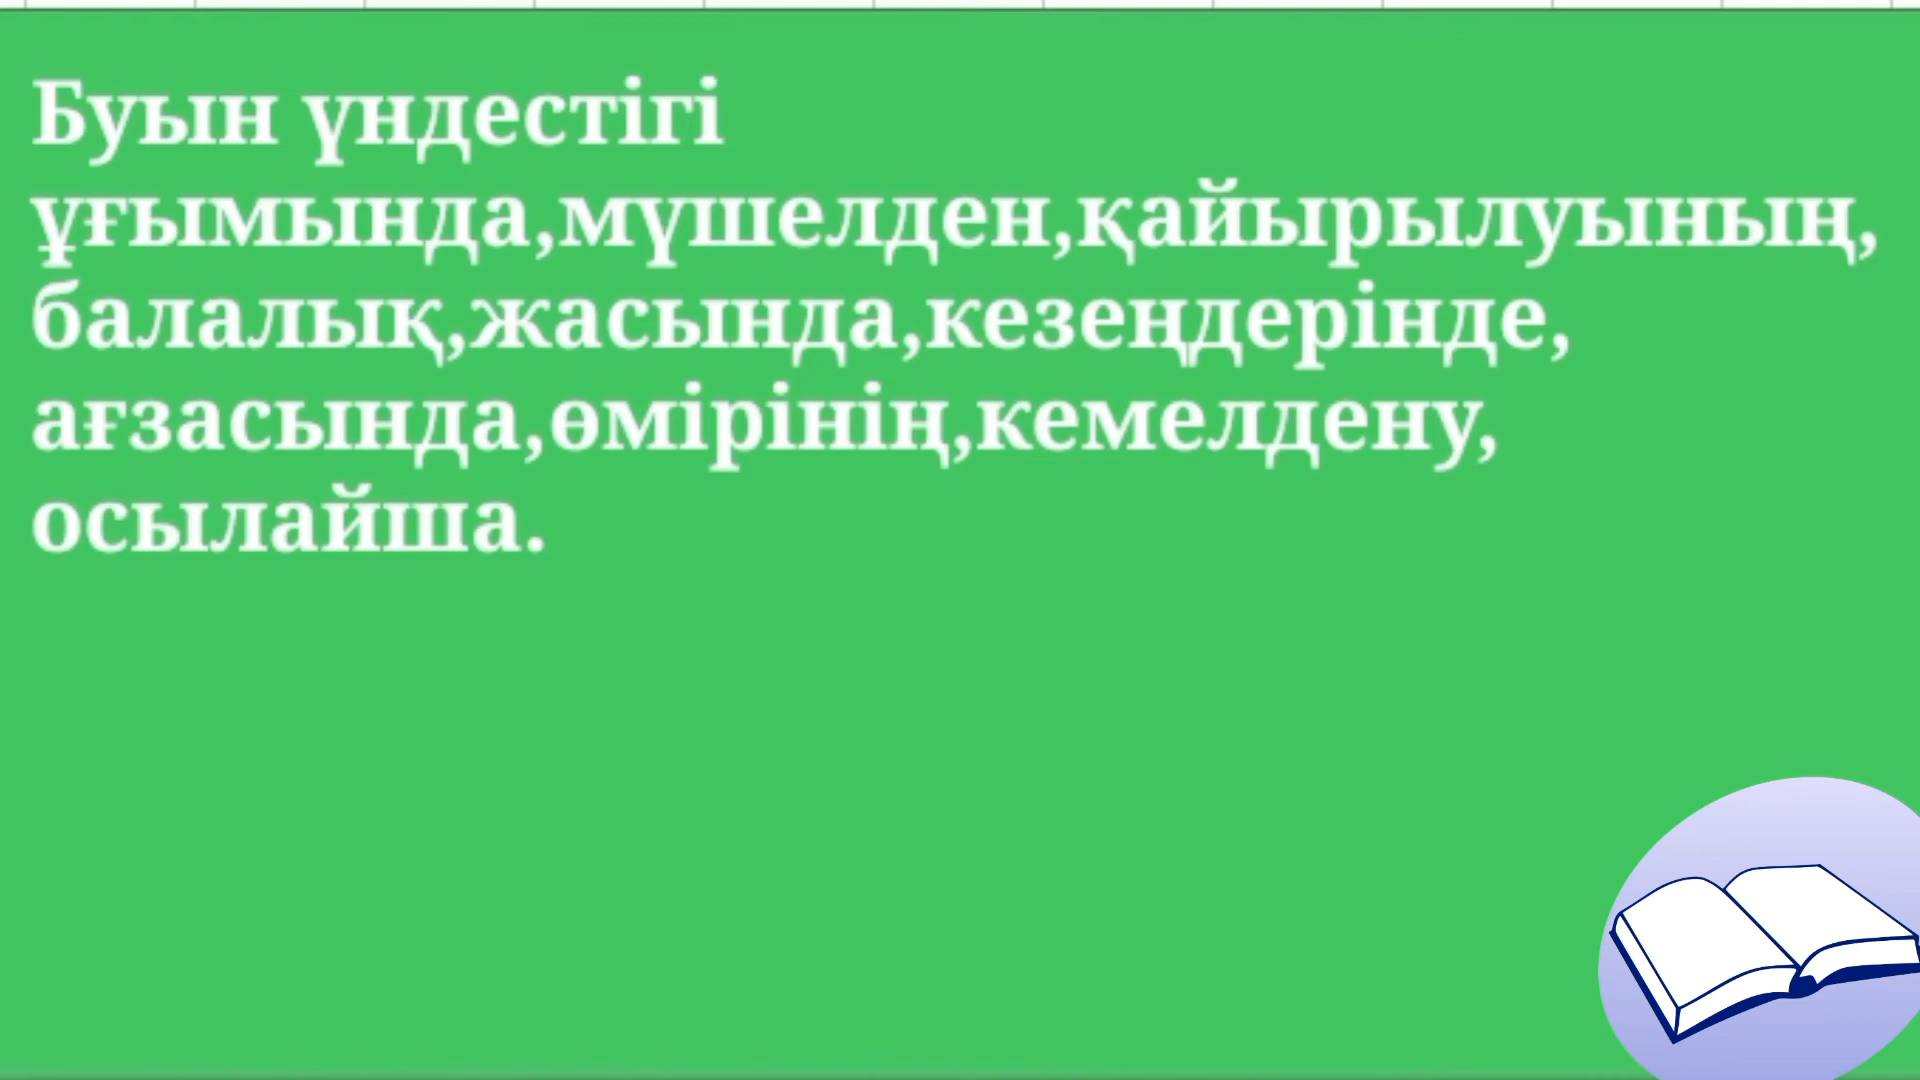 Буын үндестігі
ұғымында,мүшелден,қайырылуының,
балалық,жасында,кезеңдерінде,
ағзасында,өмірінің,кемелдену,
осылайша.